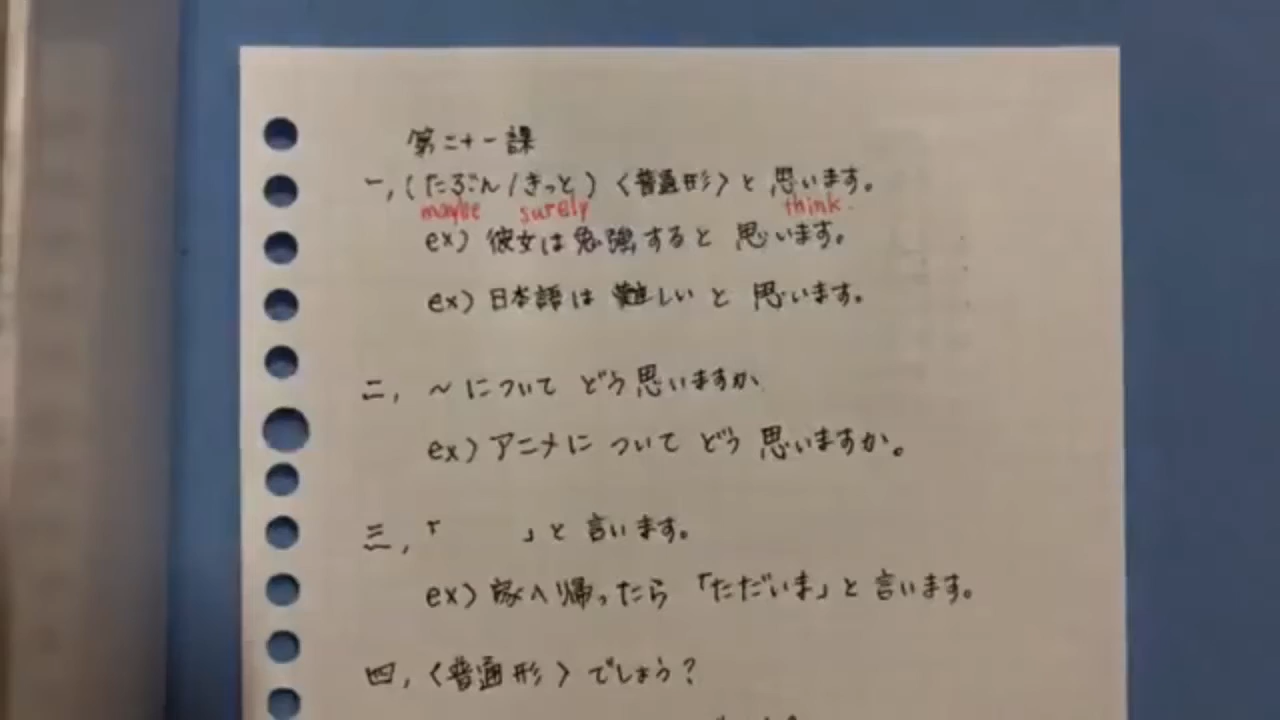 第二十一課
一,(たぶん/きっと)〈普通形〉と思います。
maybe surely think
ex)彼女は勉強すると思います。
ex)日本語は難しいと思います。
二,～についてどう思いますか
ex)アニメについてどう思いますか。
三,「 」と言います。
ex)家へ帰ったら「ただいま」と言います。
四,〈普通形〉でしょう?